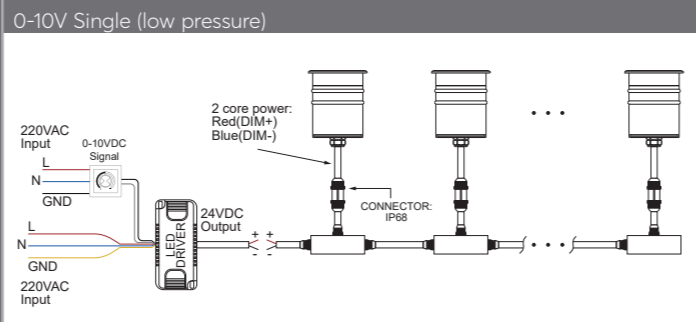 0-10V Single (low pressure)
2 core power:
Red(DIM+)
Blue(DIM-)
220VAC
Input
0-10VDC
Signal
L
N
GND
CONNECTOR:
IP68
24VDC
Output
LED
DRIVER
+ +
- -
L
N
GND
220VAC
Input